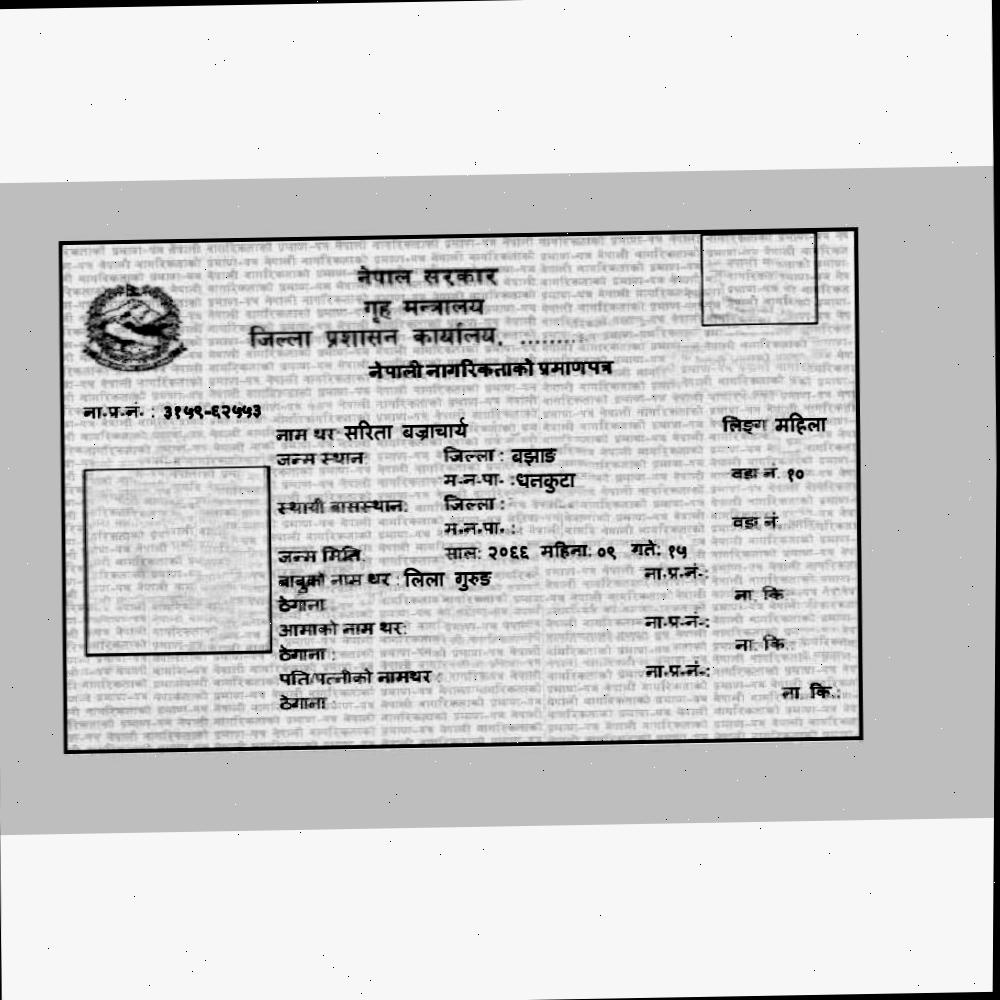 नेपाल सरकार
गृह मन्त्रालय
जिल्ला प्रशासन कार्यालय, ........
नेपाली नागरिकताको प्रमाणपत्र
ना.प्र.नं. : ३१५९-६२५५३
नाम थर: सरिता बज्राचार्य लिङ्ग महिला
जन्म स्थान: जिल्ला : बझाङ
म.न.पा. : धनकुटा वडा नं. १०
स्थायी बासस्थान: जिल्ला :
म.न.पा. : वडा नं
जन्म मिति: साल: २०६६ महिना: ०९ गते: १५
बाबुको नाम थर : लिला गुरुङ ना.प्र.नं.:
ठेगाना ना. कि.
आमाको नाम थर: ना.प्र.नं.:
ठेगाना : ना. कि.
पति/पत्नीको नामथर : ना.प्र.नं.:
ठेगाना ना. कि.: